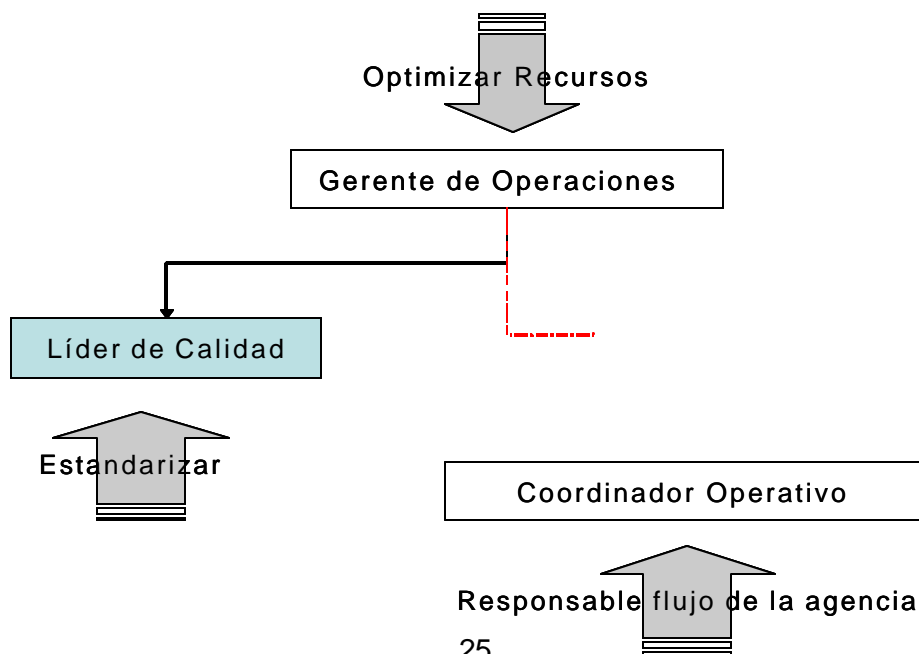 Optimizar Recursos
Gerente de Operaciones
Líder de Calidad
Estandarizar
Coordinador Operativo
Responsable flujo de la agencia
25